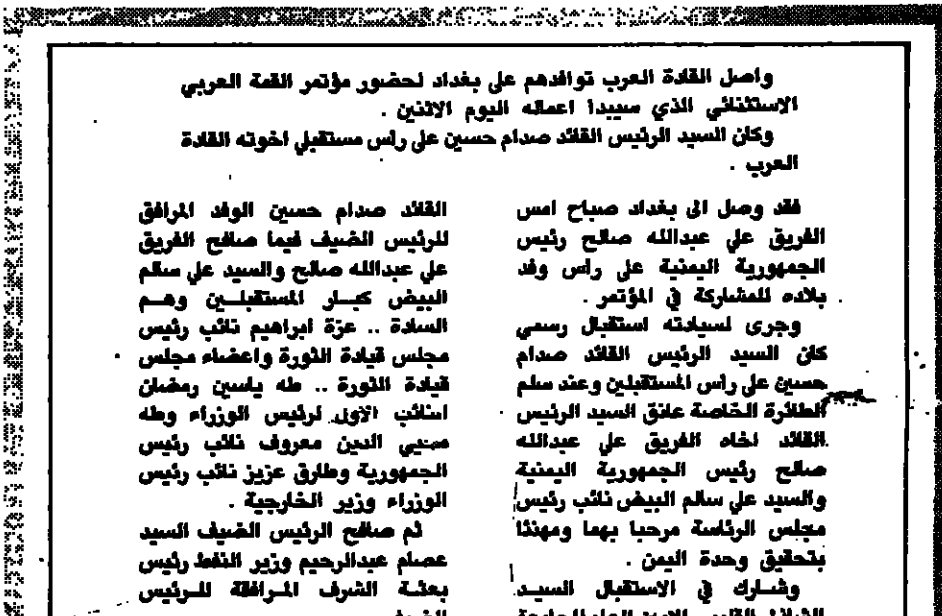 واصل القادة العرب توافدهم على بغداد لحضور مؤتمر القمة العربي
الاستثنائي الذي سيبدا اعماله اليوم الاثنين .
وكان السيد الرئيس القائد صدام حسين على راس مستقبلي اخوته القادة
العرب .
فقد وصل الى بغداد صباح امس
الفريق علي عبدالله صالح رئيس
الجمهورية اليمنية على راس وفد
بلاده للمشاركة في المؤتمر .
وجرى لسيادته استقبال رسمي
كان السيد الرئيس القائد صدام
حسين على راس المستقبلين وعند سلم
الطائرة الخاصة عانق السيد الرئيس
القائد اخاه الفريق علي عبدالله
صالح رئيس الجمهورية اليمنية
والسيد علي سالم البيض نائب رئيس
مجلس الرئاسة مرحبا بهما ومهنئا
بتحقيق وحدة اليمن .
وشارك في الاستقبال السيد
القائد صدام حسين الوفد المرافق
للرئيس الضيف فيما صافح الفريق
علي عبدالله صالح والسيد علي سالم
البيض كبار المستقبلين وهم
السادة .. عزة ابراهيم نائب رئيس
مجلس قيادة الثورة واعضاء مجلس
قيادة الثورة .. طه ياسين رمضان
النائب الاول لرئيس الوزراء وطه
محيي الدين معروف نائب رئيس
الجمهورية وطارق عزيز نائب رئيس
الوزراء وزير الخارجية .
ثم صافح الرئيس الضيف السيد
عصام عبدالرحيم وزير النفط رئيس
بعثة الشرف المرافقة للرئيس